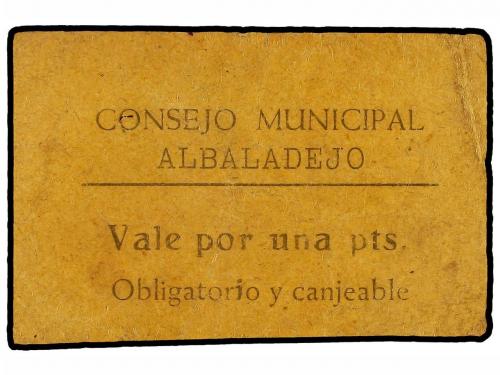 CONSEJO MUNICIPAL
ALBALADEJO
Vale por una pts.
Obligatorio y canjeable